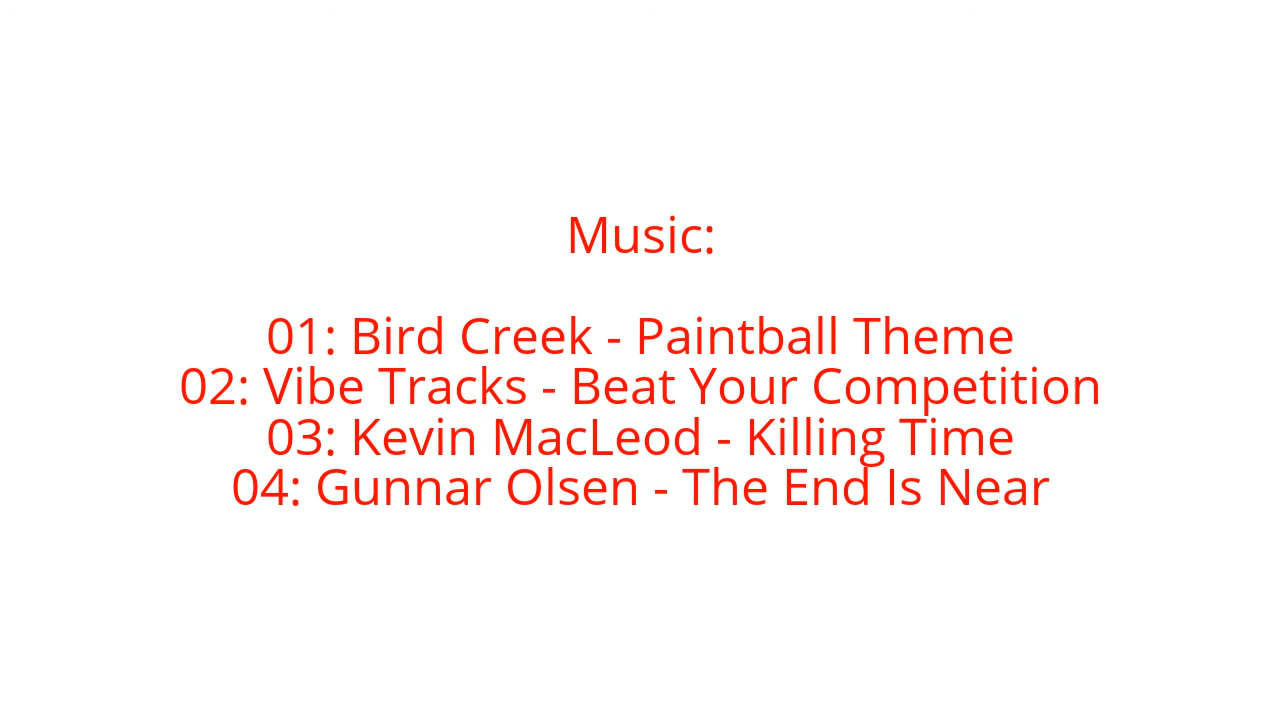 Music:
01: Bird Creek - Paintball Theme
02: Vibe Tracks - Beat Your Competition
03: Kevin MacLeod - Killing Time
04: Gunnar Olsen - The End Is Near